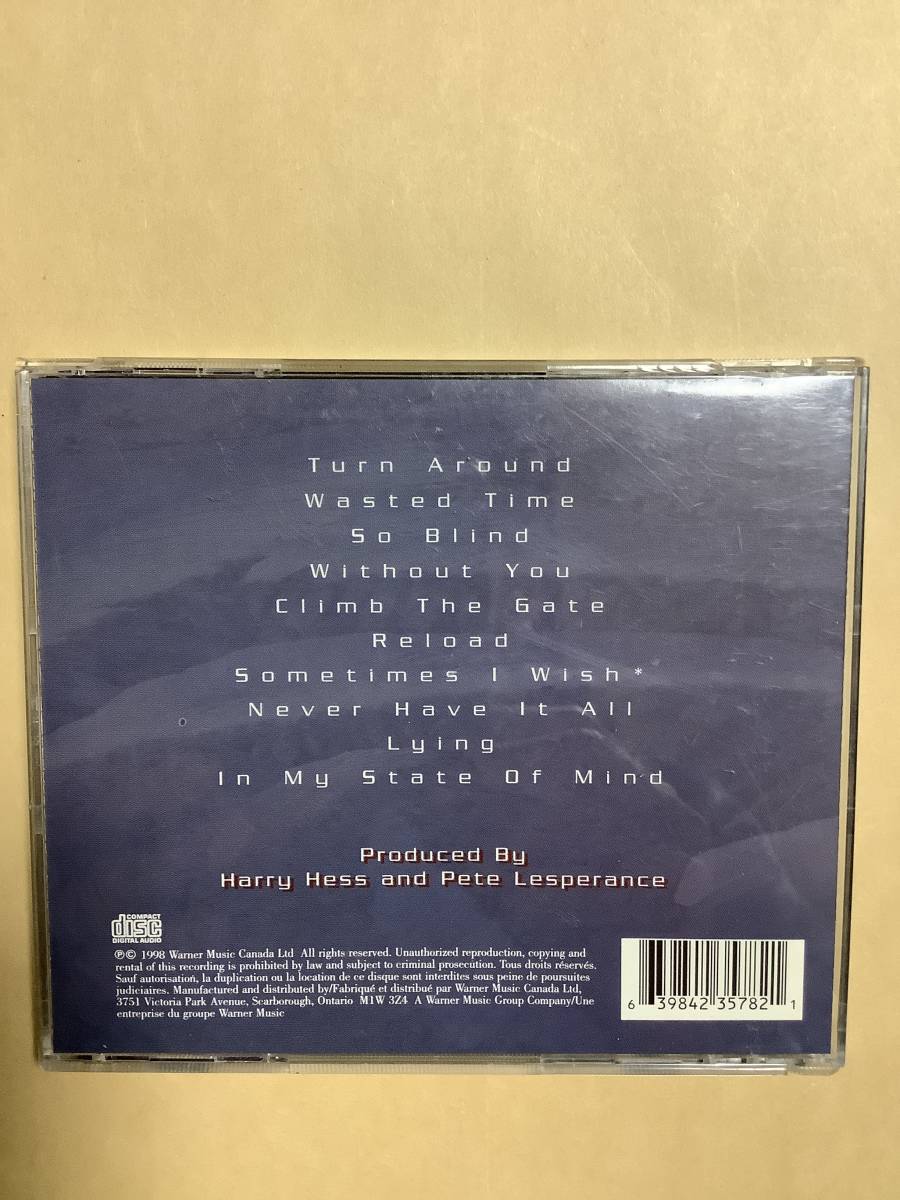 Turn Around
Wasted Time
So Blind
Without You
Climb The Gate
Reload
Sometimes I Wish*
Never Have It All
Lying
In My State Of Mind
Produced By
Harry Hess and Pete Lesperance
COMPACT
disc
DIGITAL AUDIO
℗© 1998 Warner Music Canada Ltd All rights reserved. Unauthorized reproduction, copying and
rental of this recording is prohibited by law and subject to criminal prosecution. Tous droits réservés.
Sauf autorisation, la duplication ou la location de ce disque sont interdites sous peine de poursuites
judiciaires. Manufactured and distributed by/Fabriqué et distribué par Warner Music Canada Ltd,
3751 Victoria Park Avenue, Scarborough, Ontario M1W 3Z4 A Warner Music Group Company/Une
entreprise du groupe Warner Music
6 39842 35782 1